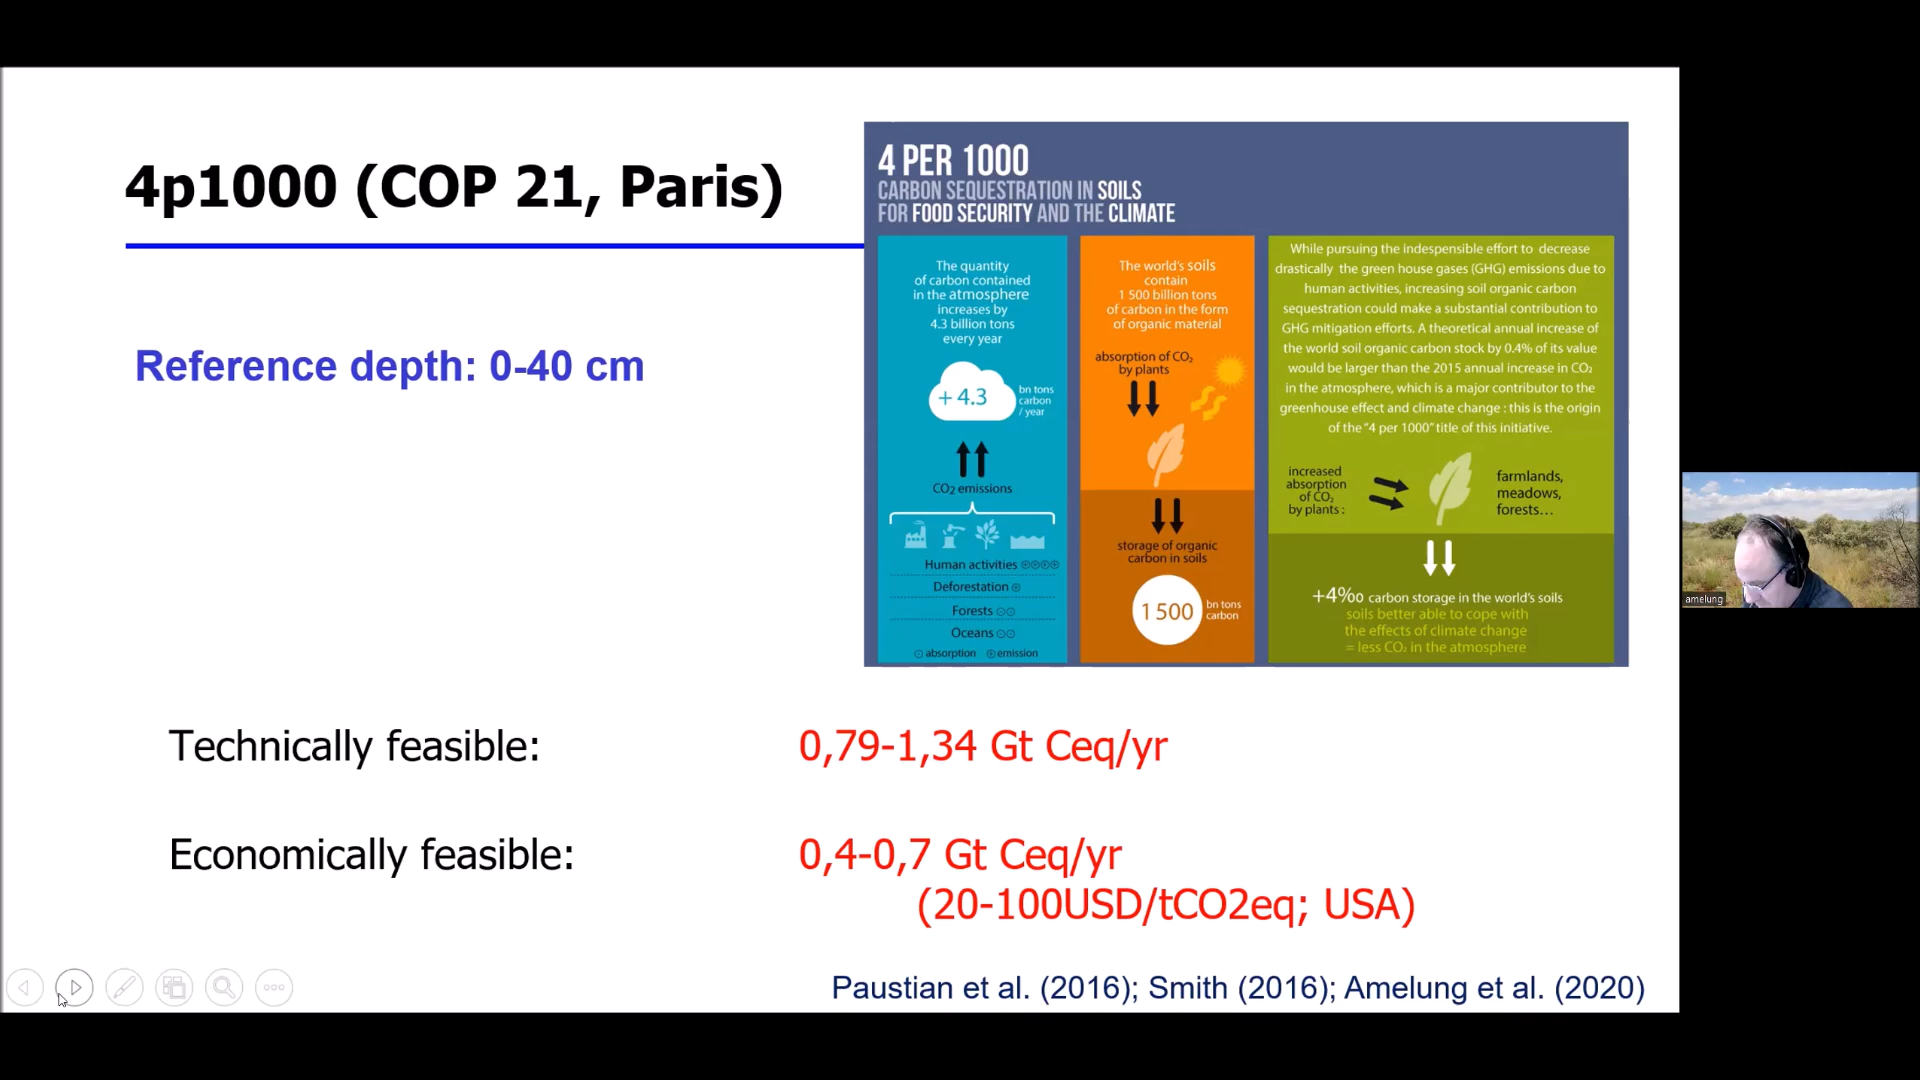 4p1000 (COP 21, Paris)
Reference depth: 0-40 cm
4 PER 1000
CARBON SEQUESTRATION IN SOILS
FOR FOOD SECURITY AND THE CLIMATE
The quantity
of carbon contained
in the atmosphere
increases by
4.3 billion tons
every year
+ 4.3
bn tons
carbon
/ year
CO₂ emissions
Human activities ⊕⊕⊕⊕
Deforestation ⊕
Forests ⊖⊖
Oceans ⊖⊖
⊖ absorption ⊕ emission
The world's soils
contain
1 500 billion tons
of carbon in the form
of organic material
absorption of CO₂
by plants
storage of organic
carbon in soils
1 500
bn tons
carbon
While pursuing the indespensible effort to decrease
drastically the green house gases (GHG) emissions due to
human activities, increasing soil organic carbon
sequestration could make a substantial contribution to
GHG mitigation efforts. A theoretical annual increase of
the world soil organic carbon stock by 0.4% of its value
would be larger than the 2015 annual increase in CO₂
in the atmosphere, which is a major contributor to the
greenhouse effect and climate change : this is the origin
of the "4 per 1000" title of this initiative.
increased
absorption
of CO₂
by plants :
farmlands,
meadows,
forests...
+4‰ carbon storage in the world's soils
soils better able to cope with
the effects of climate change
= less CO₂ in the atmosphere
Technically feasible: 0,79-1,34 Gt Ceq/yr
Economically feasible: 0,4-0,7 Gt Ceq/yr
(20-100USD/tCO2eq; USA)
Paustian et al. (2016); Smith (2016); Amelung et al. (2020)
amelung